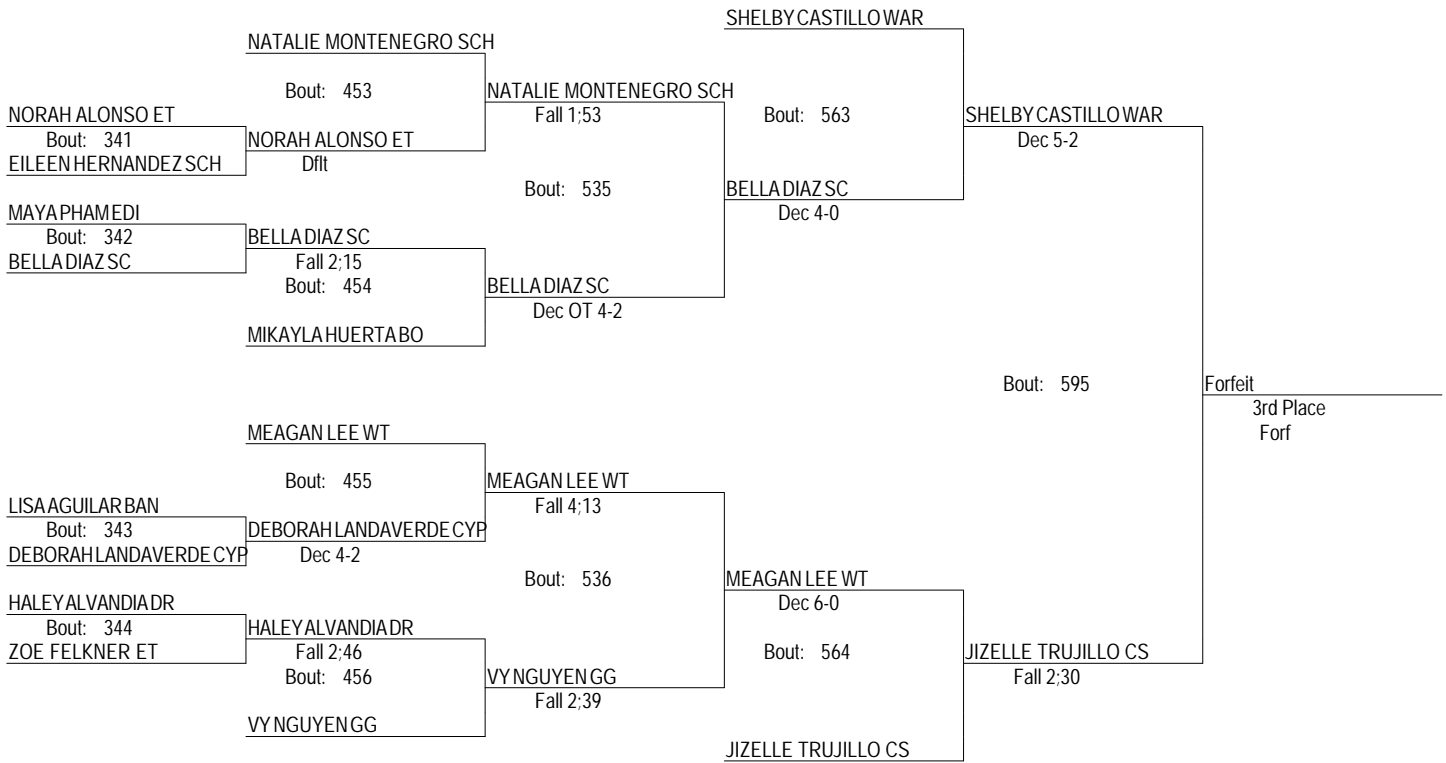 SHELBY CASTILLO WAR
NATALIE MONTENEGRO SCH
Bout: 453
NATALIE MONTENEGRO SCH
NORAH ALONSO ET
Fall 1;53
Bout: 563
SHELBY CASTILLO WAR
Bout: 341
NORAH ALONSO ET
Dec 5-2
EILEEN HERNANDEZ SCH
Dflt
Bout: 535
BELLA DIAZ SC
MAYA PHAM EDI
Dec 4-0
Bout: 342
BELLA DIAZ SC
BELLA DIAZ SC
Fall 2;15
Bout: 454
BELLA DIAZ SC
Dec OT 4-2
MIKAYLA HUERTA BO
Bout: 595
Forfeit
3rd Place
Forf
MEAGAN LEE WT
Bout: 455
MEAGAN LEE WT
LISA AGUILAR BAN
Fall 4;13
Bout: 343
DEBORAH LANDAVERDE CYP
DEBORAH LANDAVERDE CYP
Dec 4-2
Bout: 536
MEAGAN LEE WT
HALEY ALVANDIA DR
Dec 6-0
Bout: 344
HALEY ALVANDIA DR
ZOE FELKNER ET
Fall 2;46
Bout: 564
JIZELLE TRUJILLO CS
Bout: 456
VY NGUYEN GG
Fall 2;30
Fall 2;39
VY NGUYEN GG
JIZELLE TRUJILLO CS